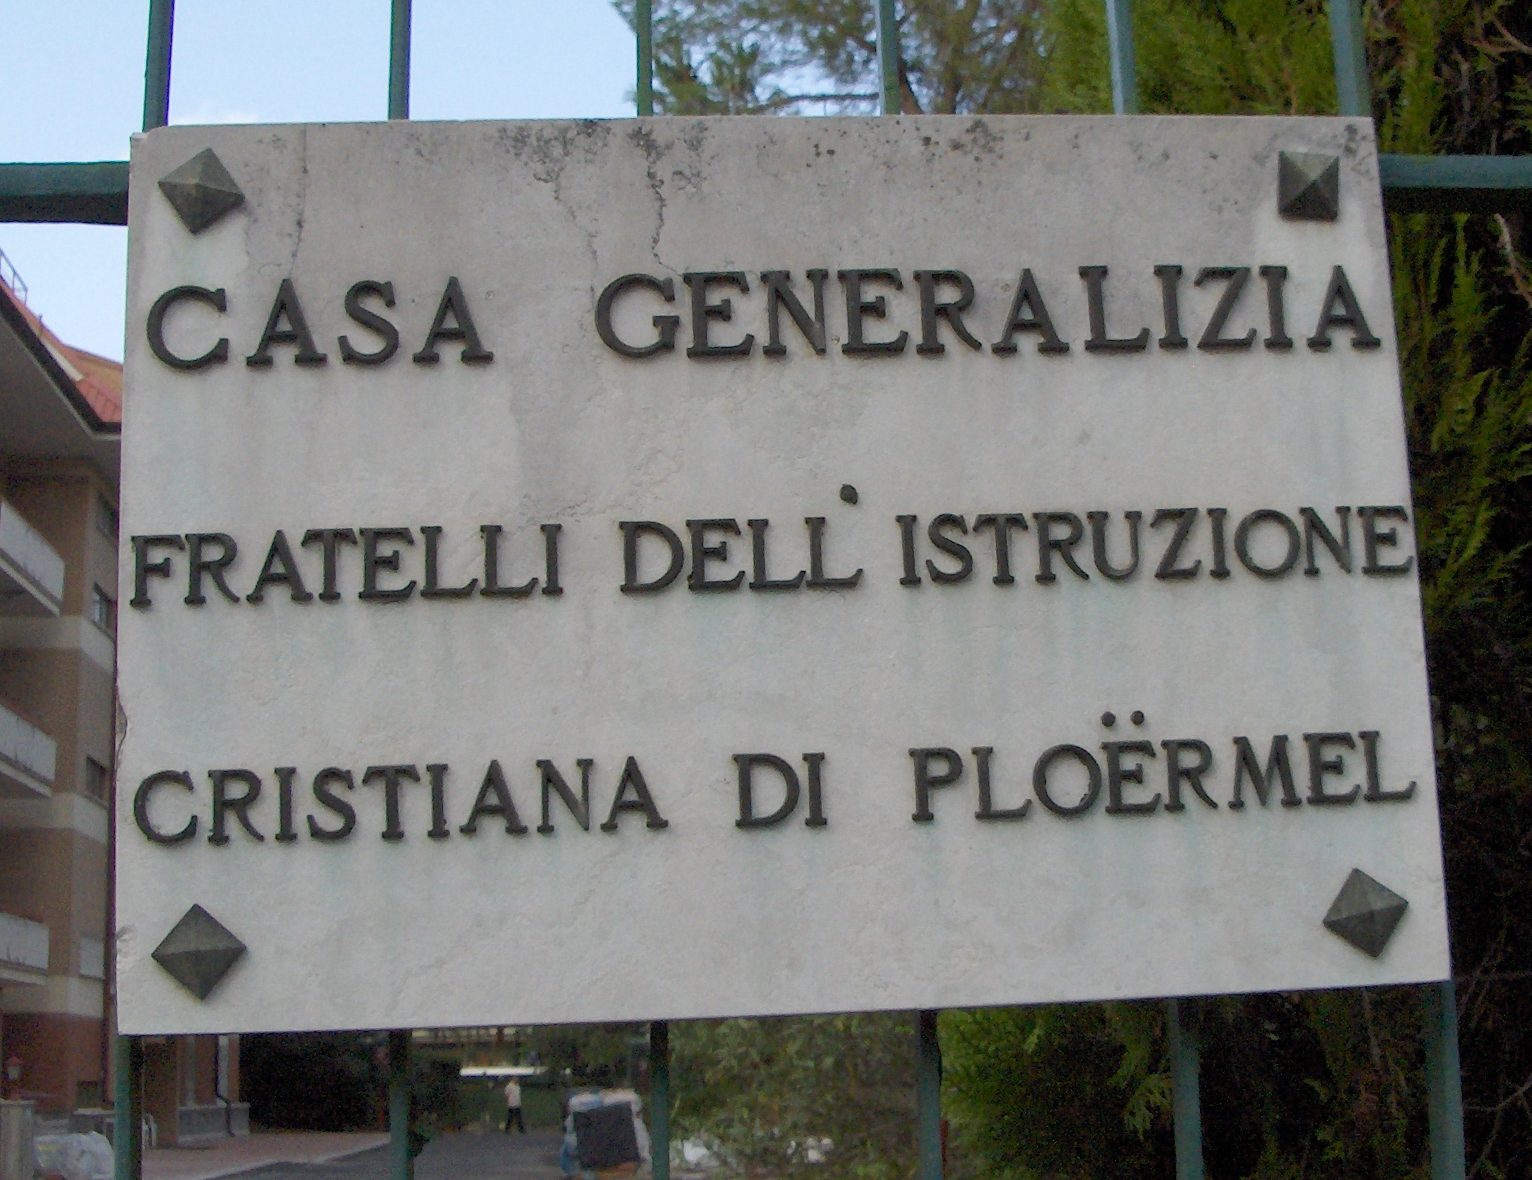 CASA GENERALIZIA
FRATELLI DELL'ISTRUZIONE
CRISTIANA DI PLOËRMEL